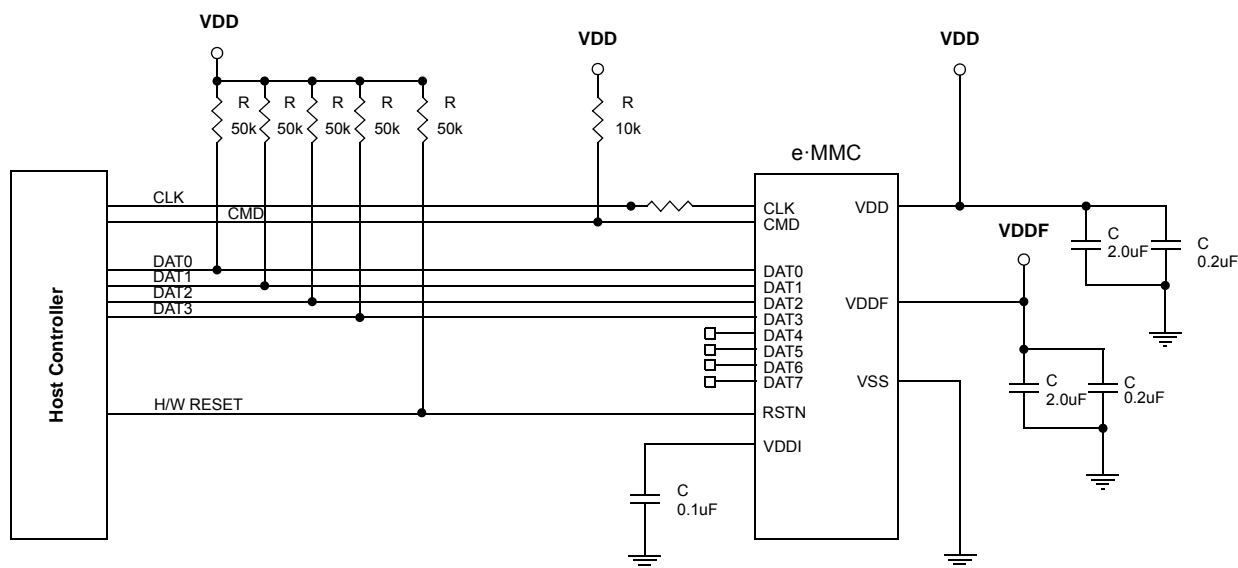 VDD
VDD
VDD
R R R R R
50k 50k 50k 50k 50k
R
10k
e·MMC
Host Controller
CLK
CMD
DAT0
DAT1
DAT2
DAT3
H/W RESET
CLK
CMD
DAT0
DAT1
DAT2
DAT3
DAT4
DAT5
DAT6
DAT7
RSTN
VDDI
VDD
VDDF
VSS
VDDF
C
2.0uF
C
0.2uF
C
2.0uF
C
0.2uF
C
0.1uF